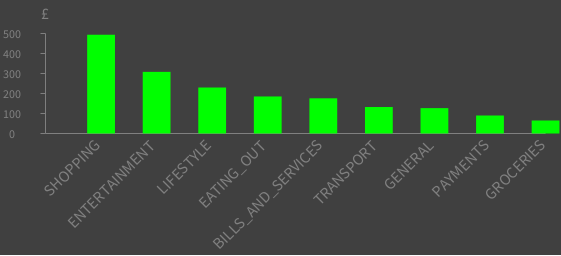 £
500
400
300
200
100
0
SHOPPING
ENTERTAINMENT
LIFESTYLE
EATING_OUT
BILLS_AND_SERVICES
TRANSPORT
GENERAL
PAYMENTS
GROCERIES